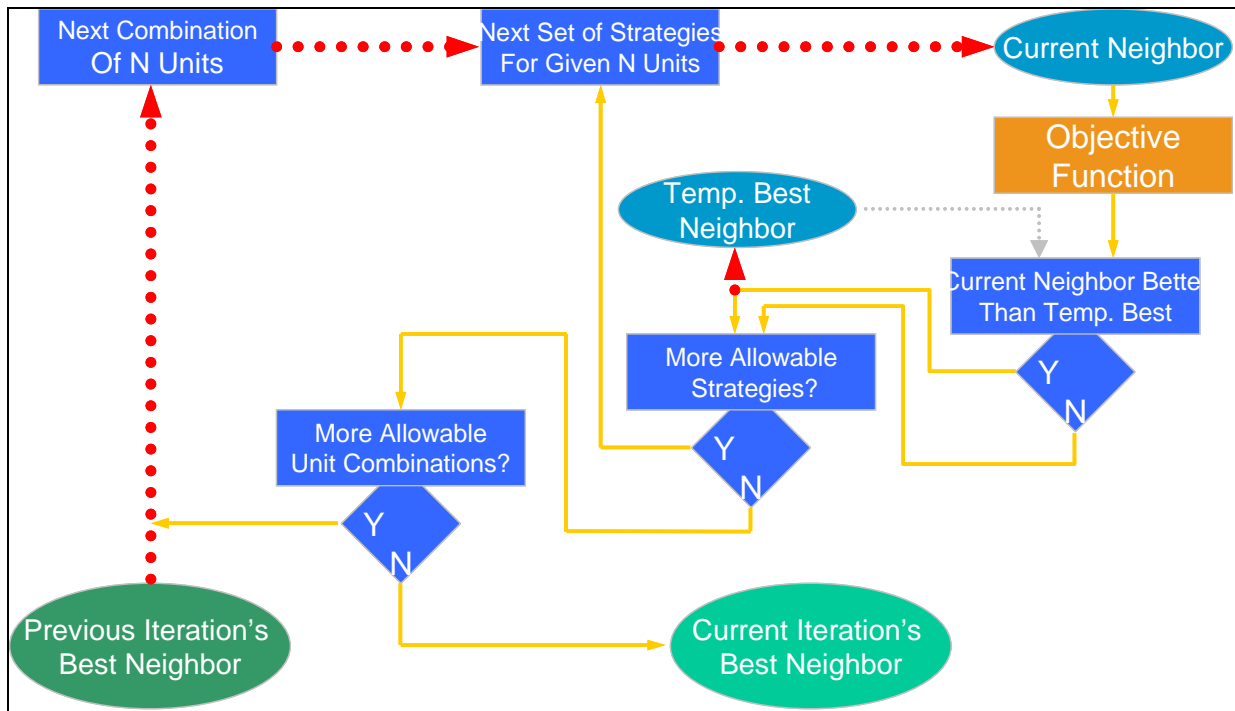 Next Combination
Of N Units
Next Set of Strategies
For Given N Units
Current Neighbor
Objective
Function
Temp. Best
Neighbor
Current Neighbor Bette
Than Temp. Best
Y
N
More Allowable
Strategies?
Y
N
More Allowable
Unit Combinations?
Y
N
Previous Iteration's
Best Neighbor
Current Iteration's
Best Neighbor